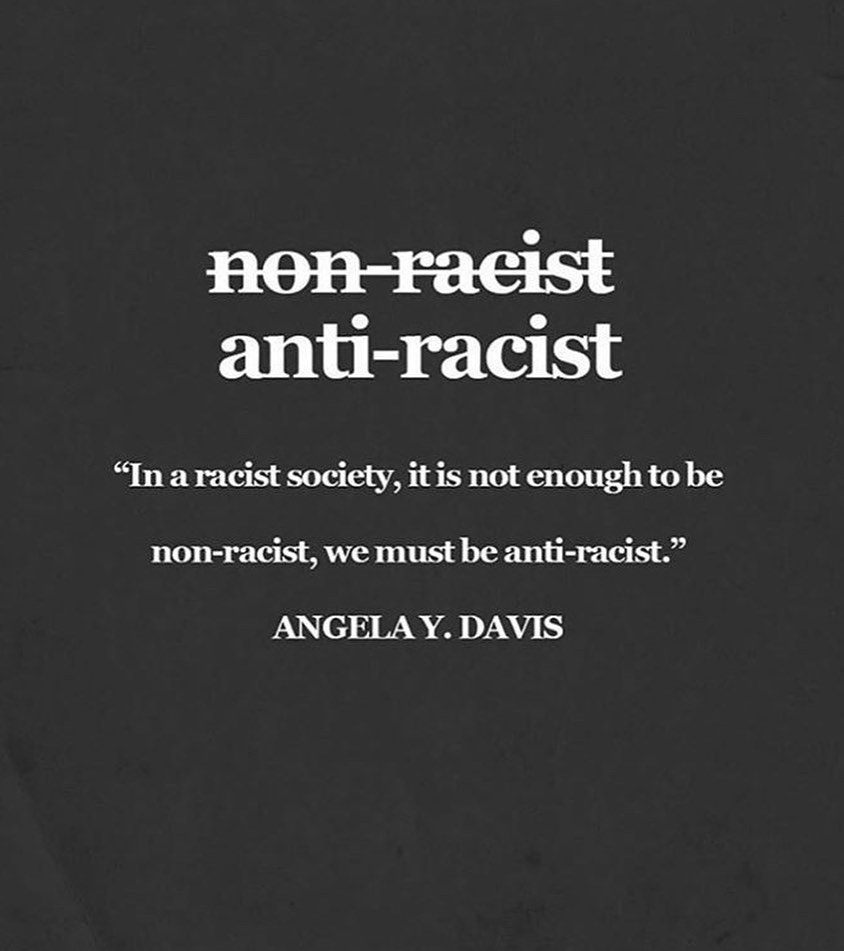 non-racist
anti-racist
“In a racist society, it is not enough to be
non-racist, we must be anti-racist.”
ANGELA Y. DAVIS